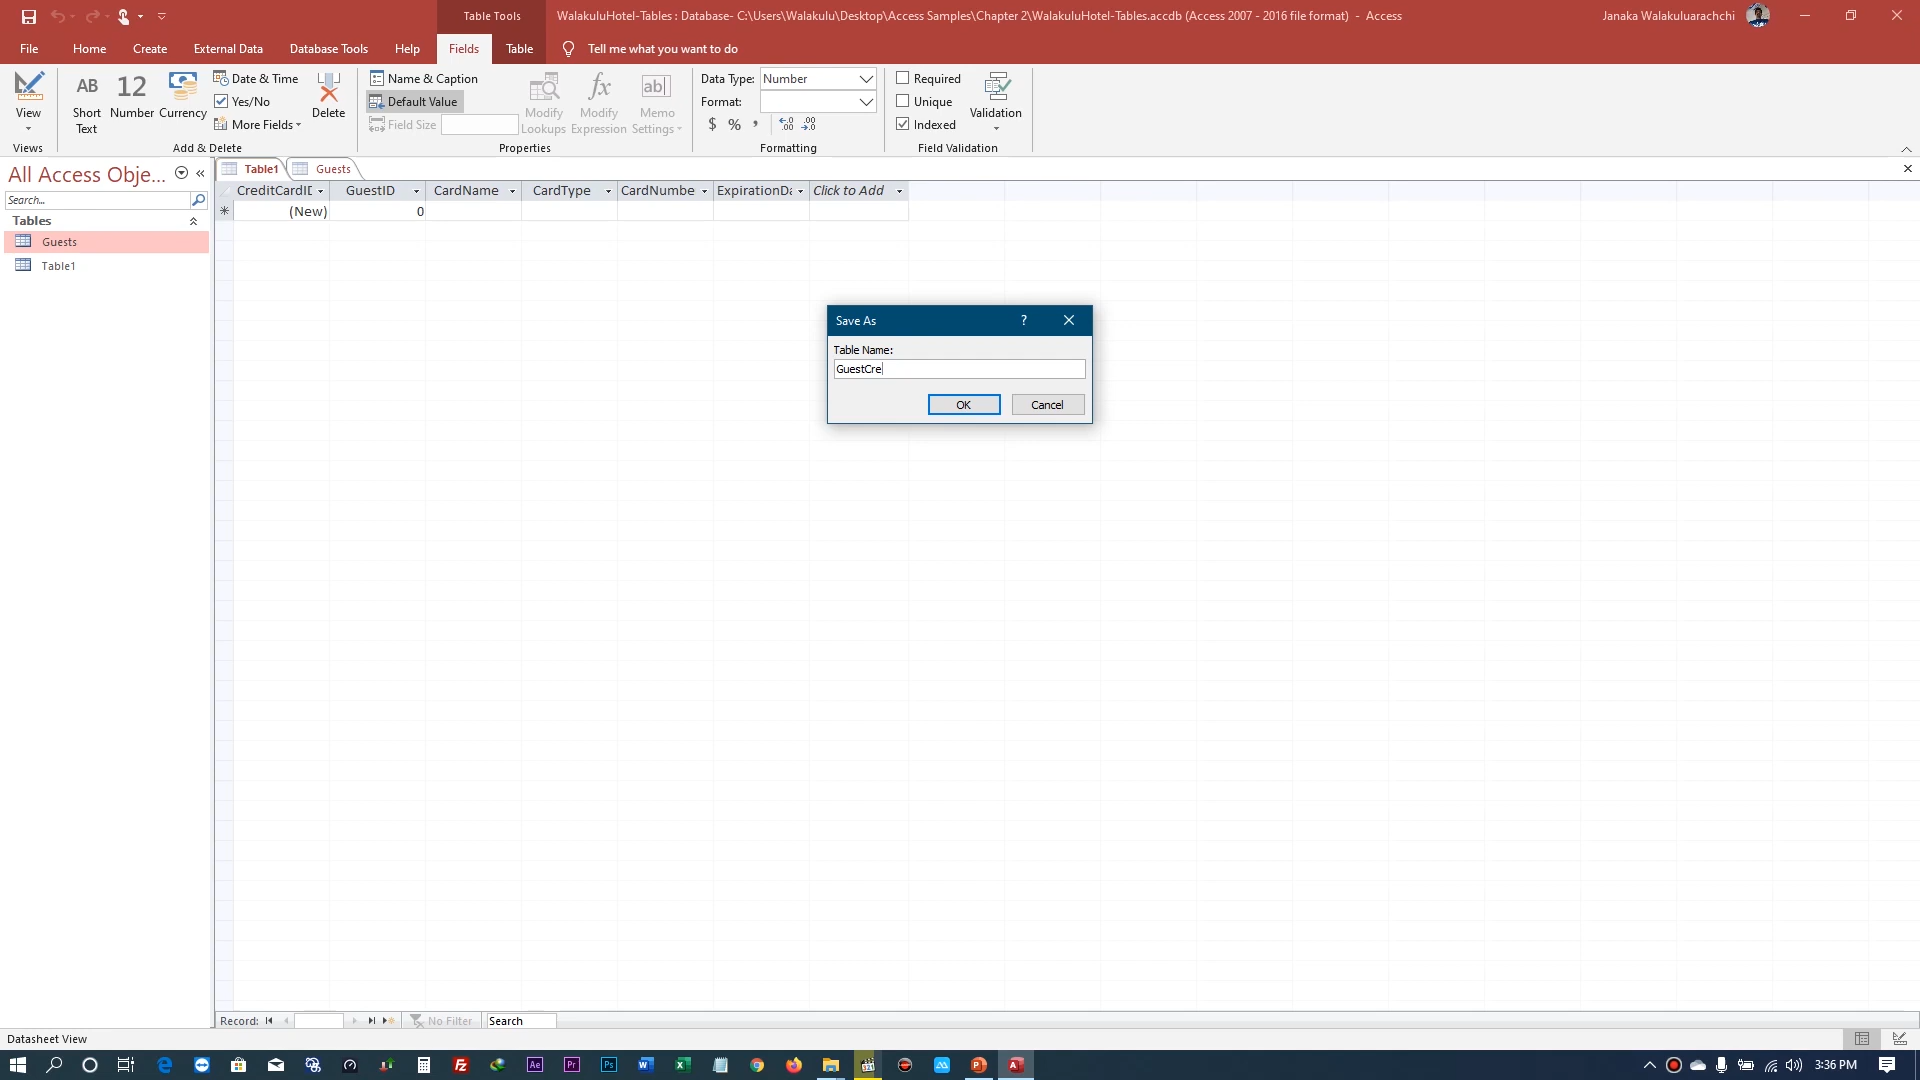 Table Tools
WalakuluHotel-Tables : Database- C:\Users\Walakulu\Desktop\Access Samples\Chapter 2\WalakuluHotel-Tables.accdb (Access 2007 - 2016 file format) - Access
Janaka Walakuluarachchi
File Home Create External Data Database Tools Help Fields Table Tell me what you want to do
View
Views
AB
Short
Text
12
Number
Currency
Date & Time
Yes/No
More Fields
Delete
Add & Delete
Name & Caption
Default Value
Field Size
Modify
Lookups
fx
Modify
Expression
ab|
Memo
Settings
Properties
Data Type: Number
Format:
$ % ,
Formatting
Required
Unique
Indexed
Validation
Field Validation
All Access Obje...
Search...
Tables
Guests
Table1
Table1 Guests
CreditCardID GuestID CardName CardType CardNumbe ExpirationDa Click to Add
* (New) 0
Save As ?
Table Name:
GuestCre
OK Cancel
Record: No Filter Search
Datasheet View
3:36 PM